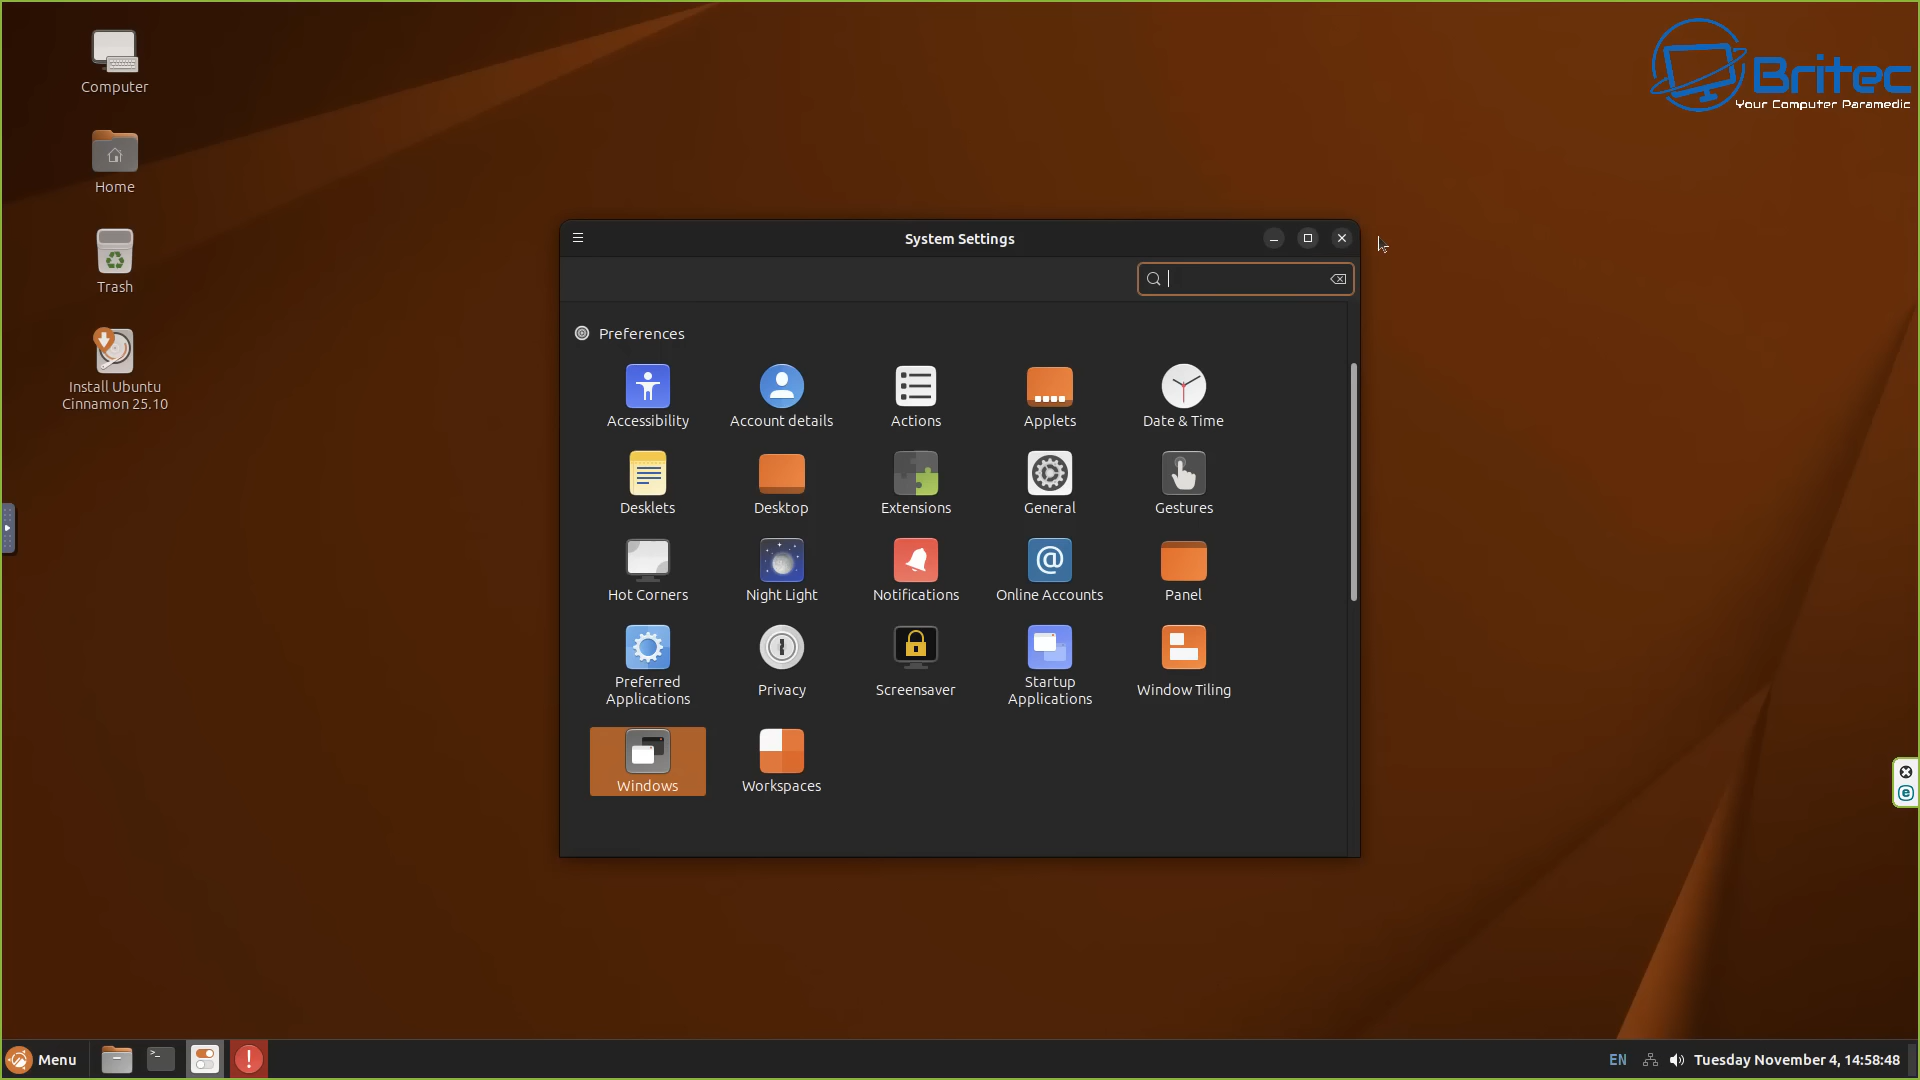 Computer
Home
Trash
Install Ubuntu
Cinnamon 25.10
Britec
Your Computer Paramedic
System Settings
Preferences
Accessibility
Account details
Actions
Applets
Date & Time
Desklets
Desktop
Extensions
General
Gestures
Hot Corners
Night Light
Notifications
Online Accounts
Panel
Preferred
Applications
Privacy
Screensaver
Startup
Applications
Window Tiling
Windows
Workspaces
Menu
EN
Tuesday November 4, 14:58:48